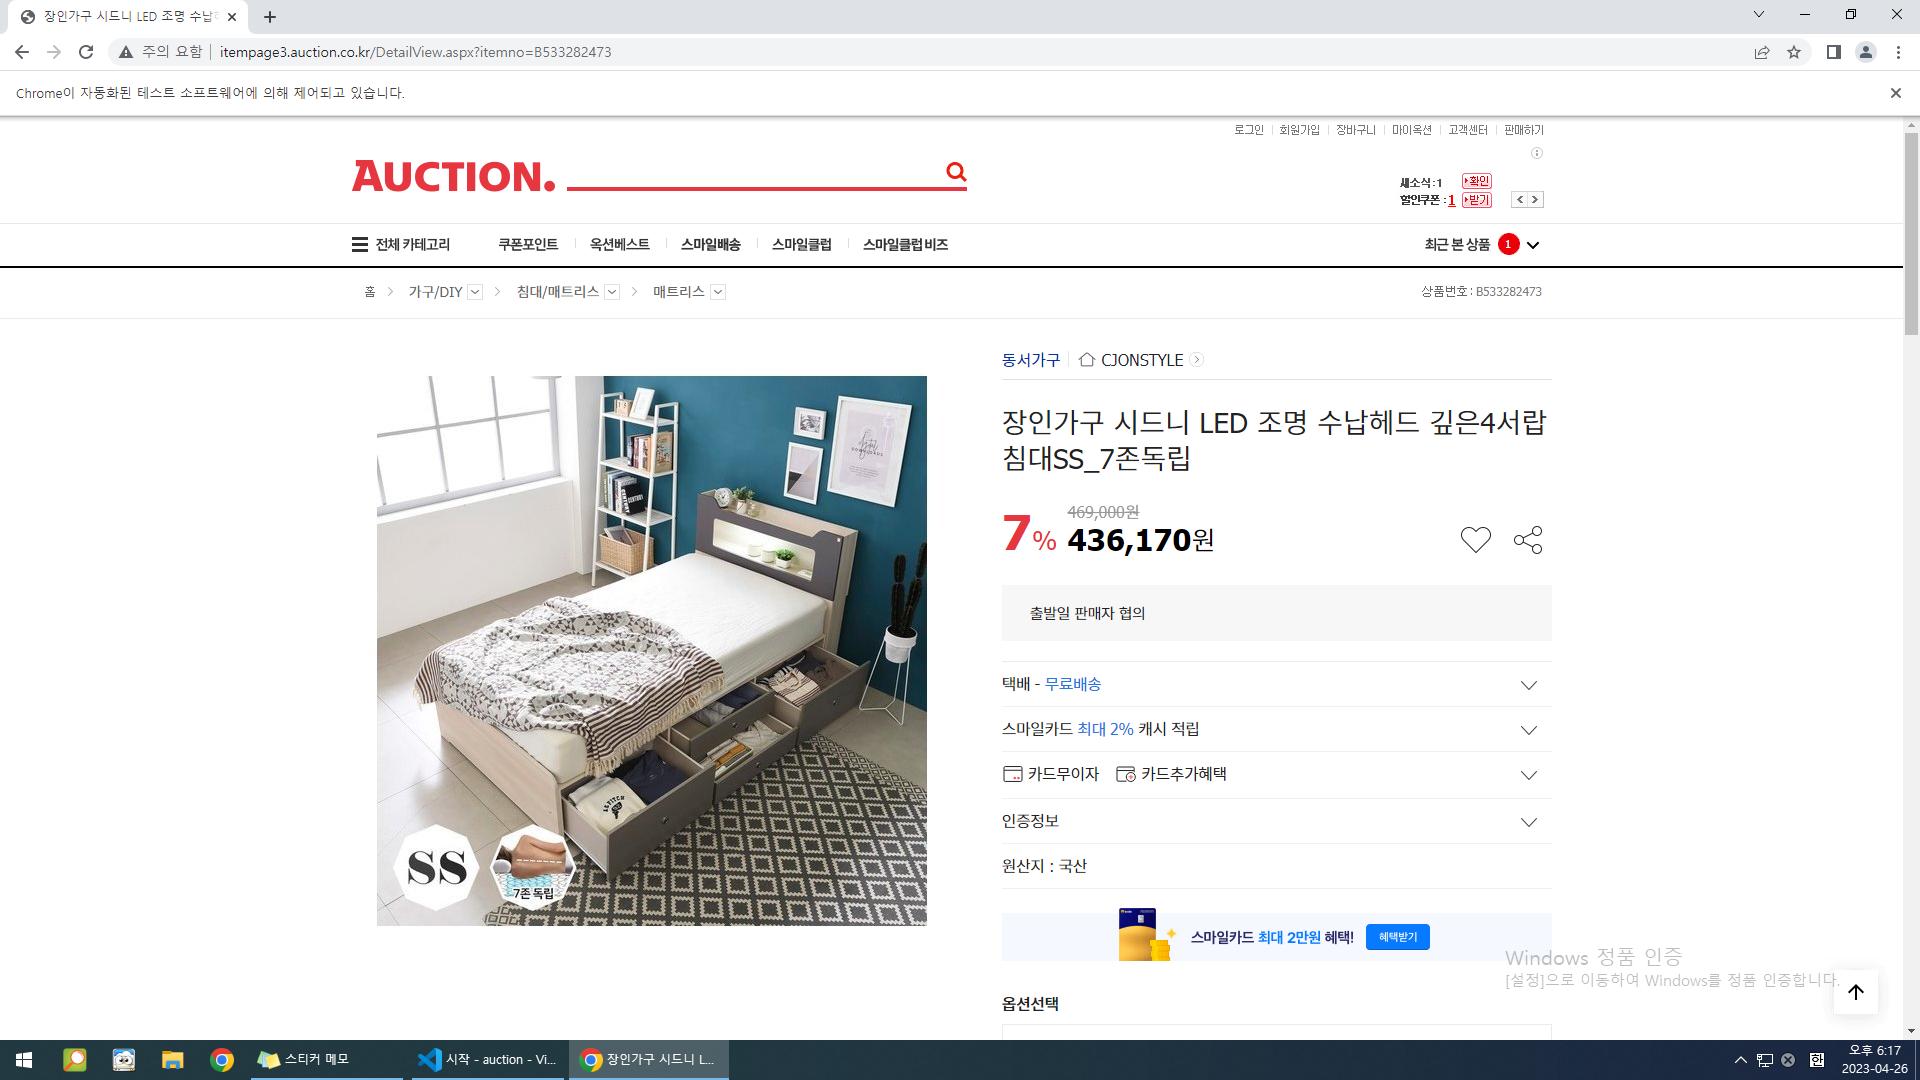 장인가구 시드니 LED 조명 수납헤
주의 요함
itempage3.auction.co.kr/DetailView.aspx?itemno=B533282473
Chrome이 자동화된 테스트 소프트웨어에 의해 제어되고 있습니다.
로그인 회원가입 장바구니 마이옥션 고객센터 판매하기
AUCTION.
새소식:1 확인
할인쿠폰 : 1 받기
전체 카테고리 쿠폰포인트 옥션베스트 스마일배송 스마일클럽 스마일클럽 비즈 최근 본 상품 1
홈 가구/DIY 침대/매트리스 매트리스 상품번호 : B533282473
동서가구 CJONSTYLE
장인가구 시드니 LED 조명 수납헤드 깊은4서랍
침대SS_7존독립
469,000원
7% 436,170원
출발일 판매자 협의
택배 - 무료배송
스마일카드 최대 2% 캐시 적립
카드무이자 카드추가혜택
인증정보
원산지 : 국산
SS
7존 독립
스마일카드 최대 2만원 혜택! 혜택받기
Windows 정품 인증
[설정]으로 이동하여 Windows를 정품 인증합니다.
옵션선택
스티커 메모 시작 - auction - Vi... 장인가구 시드니 L... 한
오후 6:17
2023-04-26